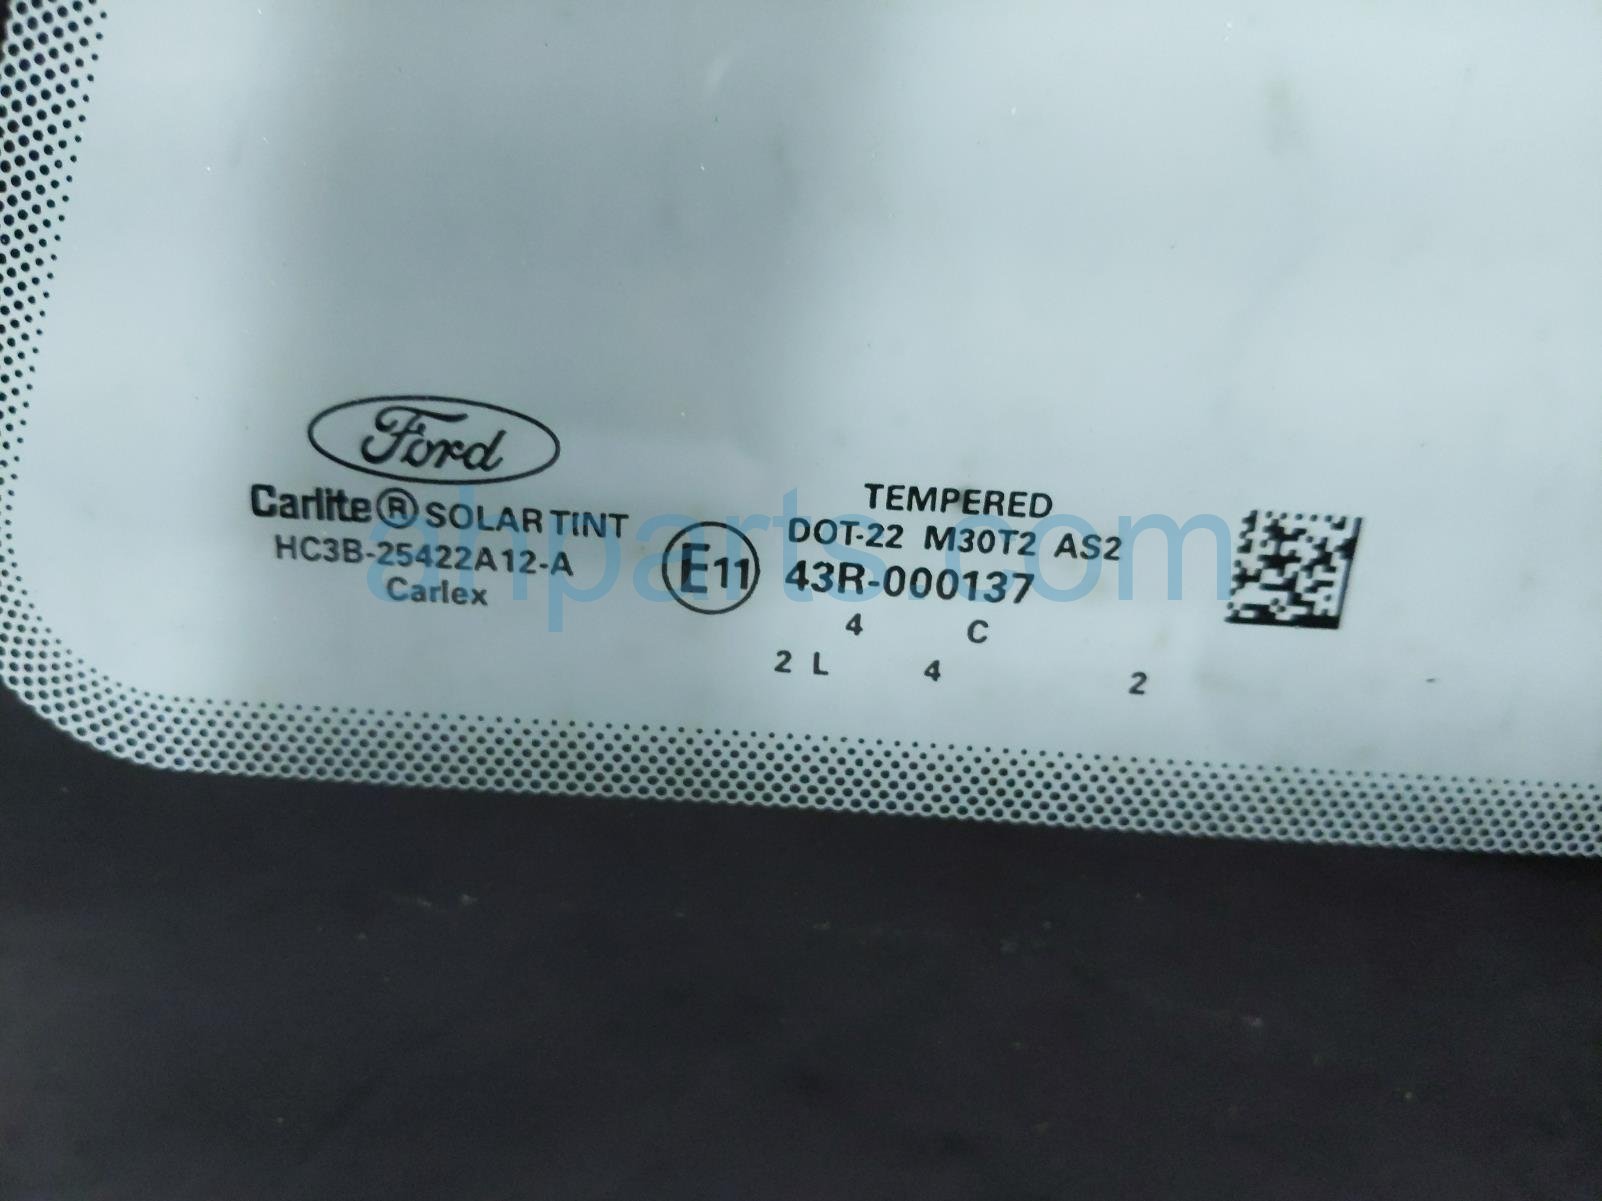 Ford
Carlite® SOLAR TINT
HC3B-25422A12-A
Carlex
E11
TEMPERED
DOT-22 M30T2 AS2
43R-000137
4 C
2 L 4 2
ahparts.com